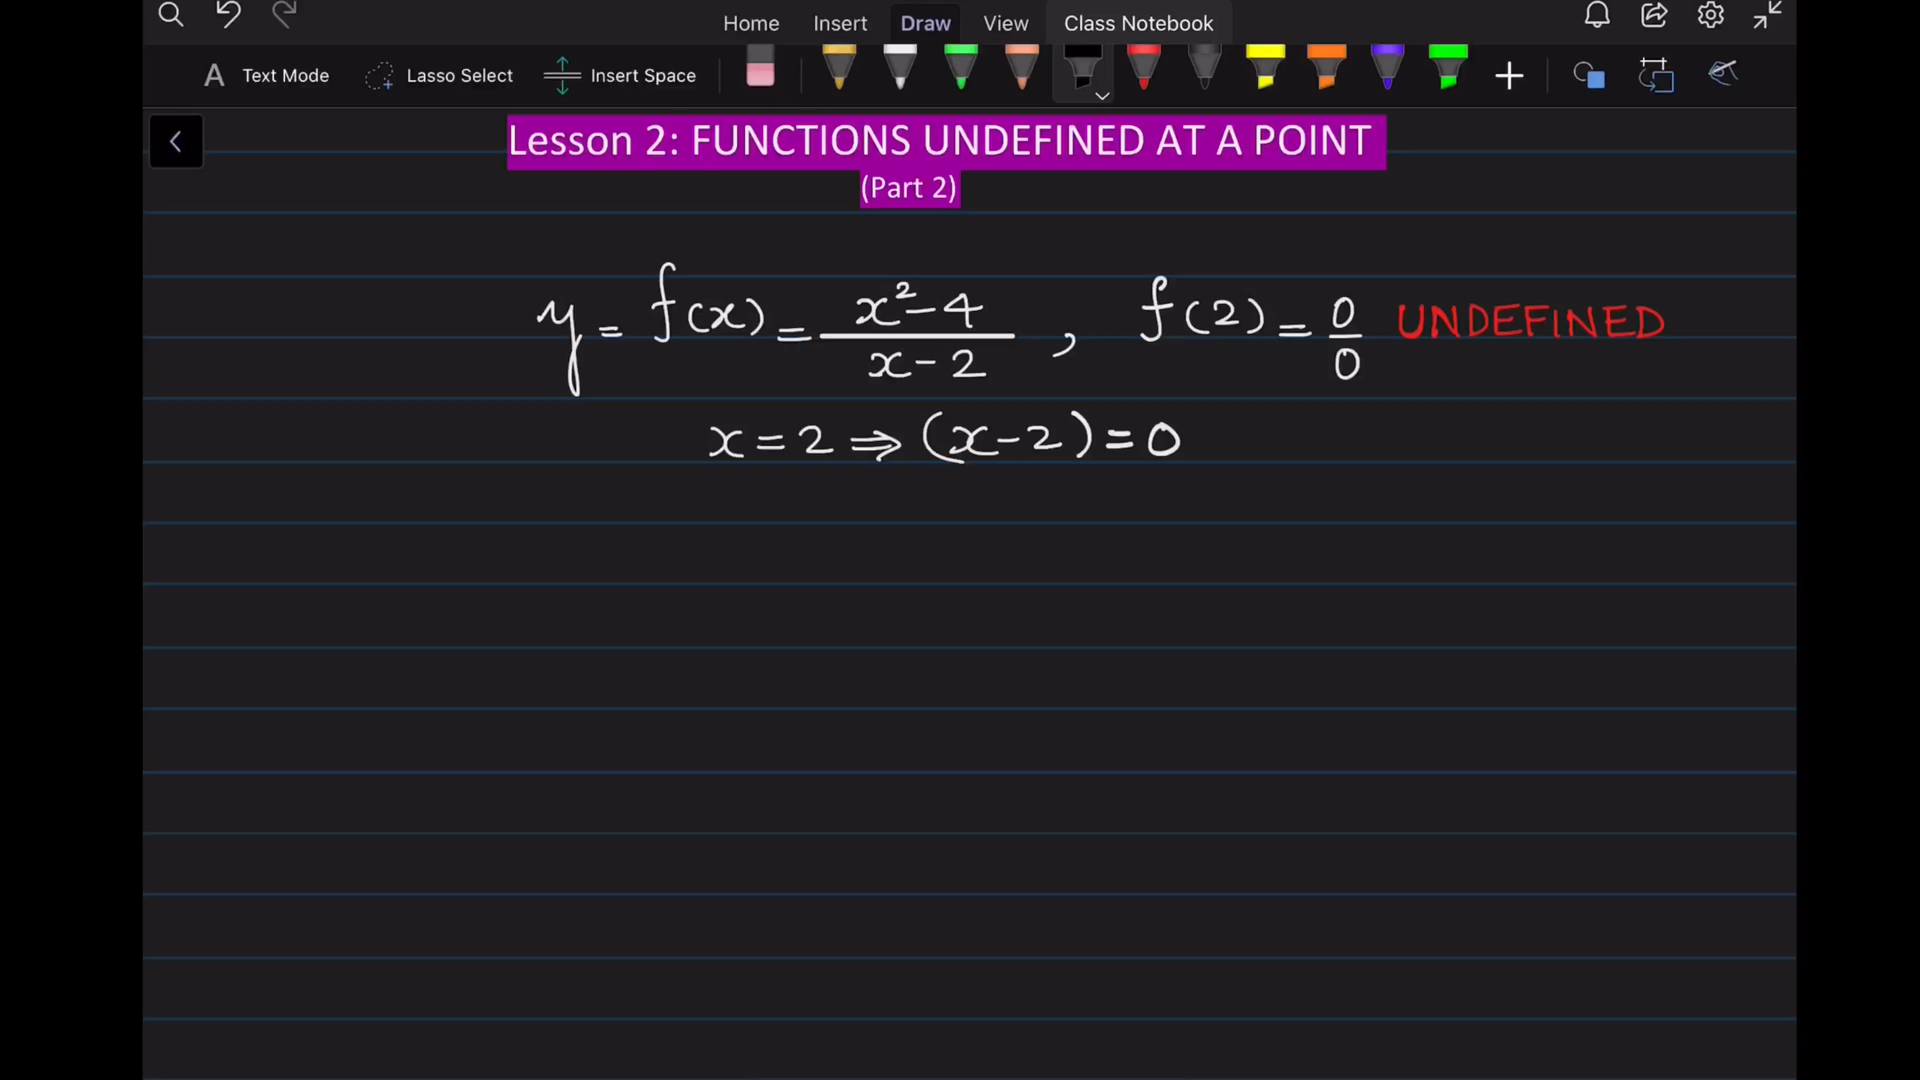 Home Insert Draw View Class Notebook
A Text Mode Lasso Select Insert Space
Lesson 2: FUNCTIONS UNDEFINED AT A POINT
(Part 2)
y = f(x) = x²-4 / x-2 , f(2) = 0/0 UNDEFINED
x = 2 ⇒ (x-2) = 0